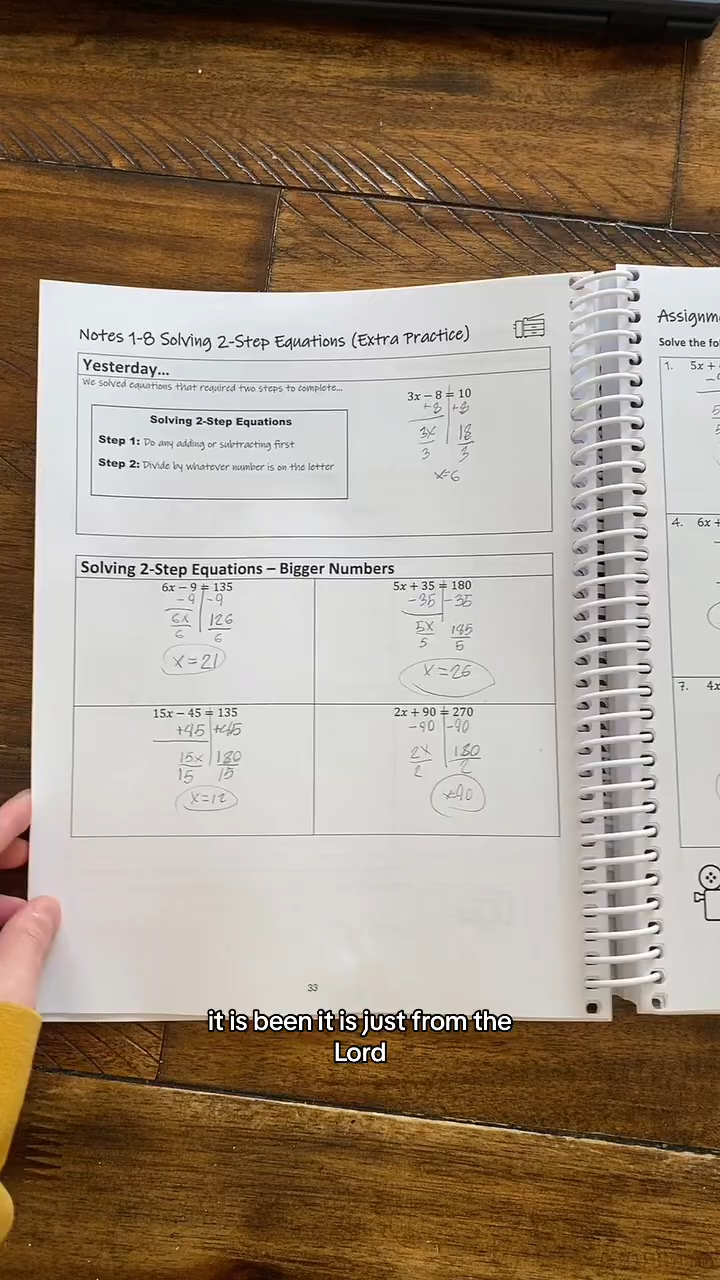 Notes 1-8 Solving 2-Step Equations (Extra Practice)
Yesterday...
We solved equations that required two steps to complete...
Solving 2-Step Equations
Step 1: Do any adding or subtracting first
Step 2: Divide by whatever number is on the letter
3x − 8 = 10
+8 +8
3x 18
3 3
x=6
Solving 2-Step Equations – Bigger Numbers
6x − 9 = 135
-9 -9
6x 126
6 6
x=21
5x + 35 = 180
-35 -35
5x 185
5 5
x=26
15x − 45 = 135
+45 +45
15x 180
15 15
x=12
2x + 90 = 270
-90 -90
2x 180
2 2
x=90
33
Assignm
Solve the fo
1. 5x +
4. 6x +
7. 4x
it is been it is just from the
Lord